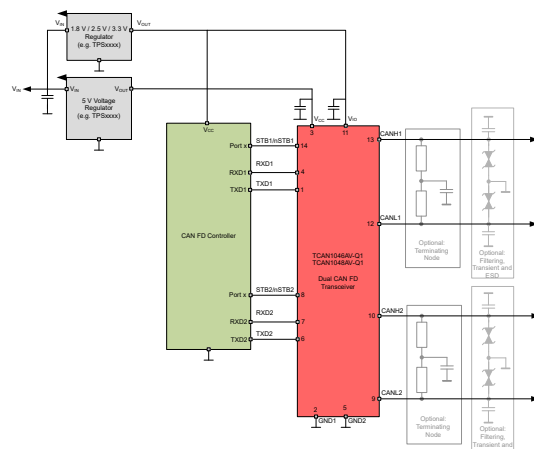 VIN
1.8 V / 2.5 V / 3.3 V
Regulator
(e.g. TPSxxxx)
VOUT
VIN
VIN
VOUT
5 V Voltage
Regulator
(e.g. TPSxxxx)
VCC
VIO
3
11
VCC
Port x
STB1/nSTB1
14
RXD1
RXD1
4
TXD1
TXD1
1
CAN FD Controller
TCAN1046AV-Q1
TCAN1048AV-Q1
Dual CAN FD
Transceiver
Port x
STB2/nSTB2
8
RXD2
RXD2
7
TXD2
TXD2
6
2
GND1
5
GND2
13
CANH1
12
CANL1
Optional:
Terminating
Node
Optional:
Filtering,
Transient and
ESD
10
CANH2
9
CANL2
Optional:
Terminating
Node
Optional:
Filtering,
Transient and